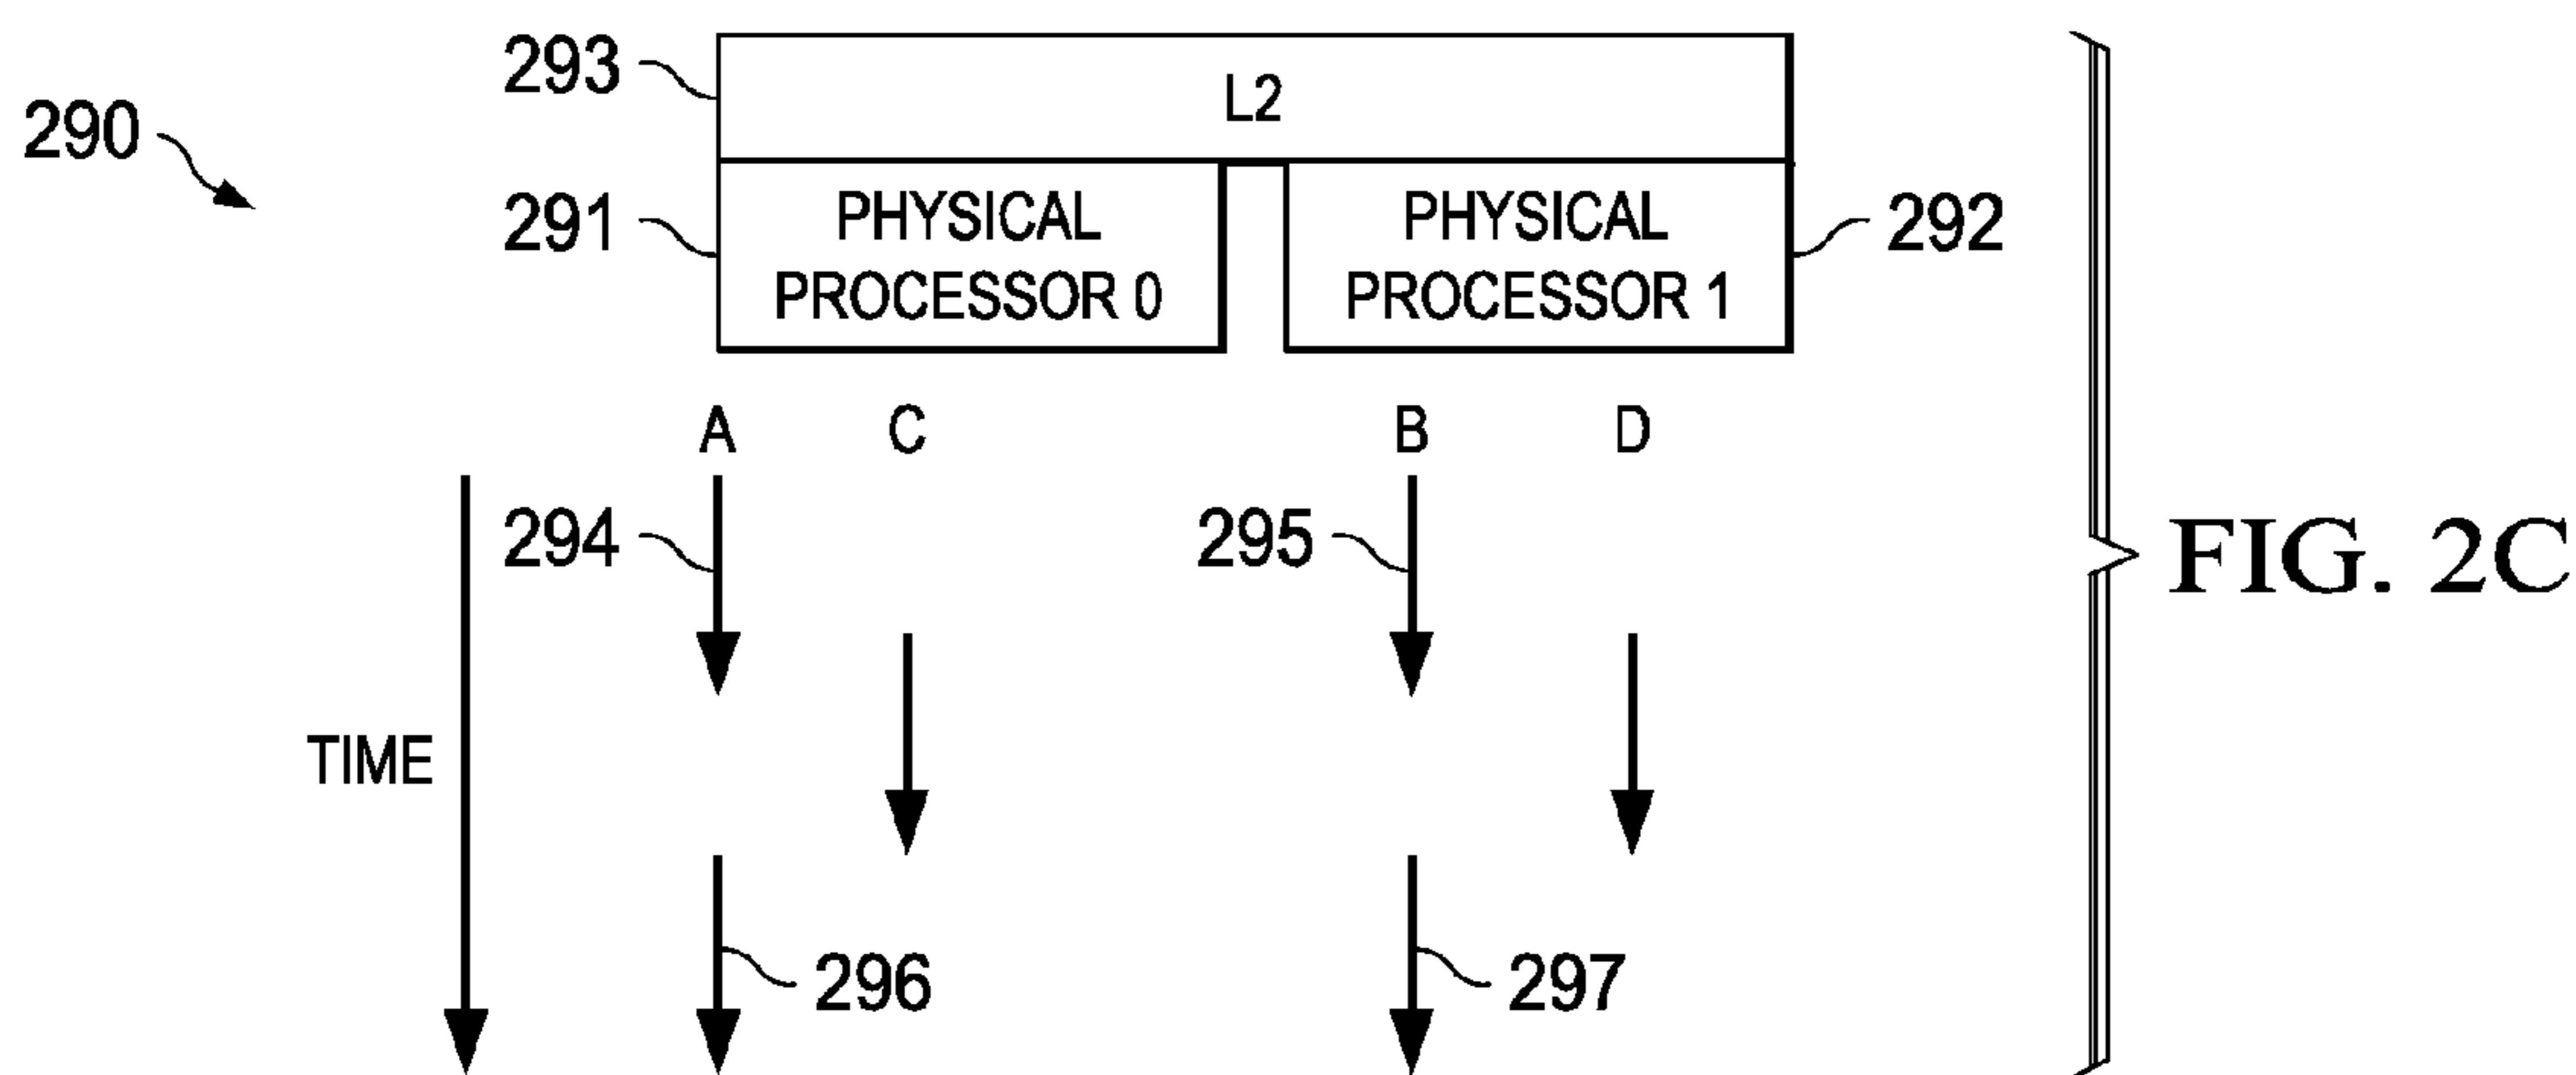 293
L2
290
291
PHYSICAL
PROCESSOR 0
PHYSICAL
PROCESSOR 1
292
A
C
B
D
294
295
FIG. 2C
TIME
296
297